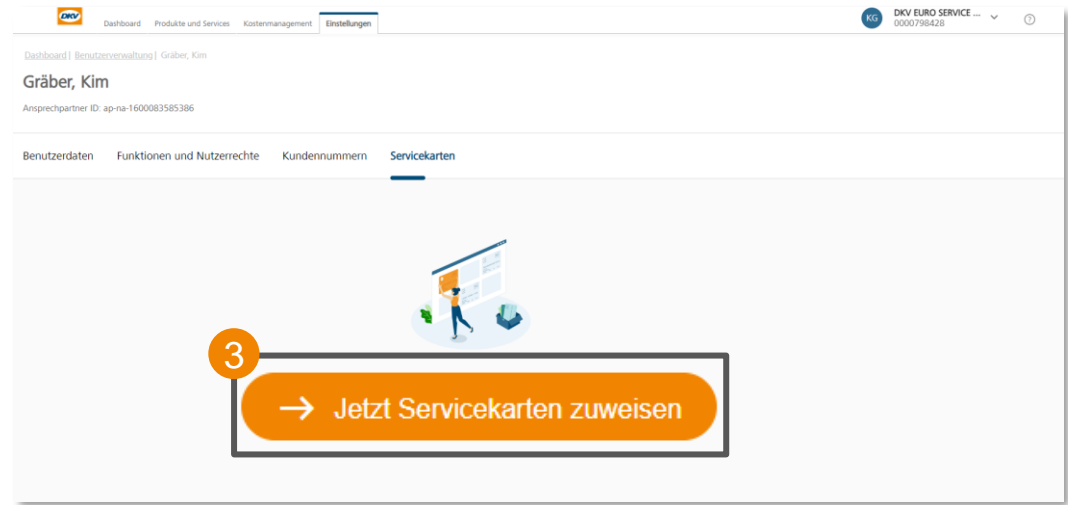 DKV
Dashboard Produkte und Services Kostenmanagement Einstellungen
KG
DKV EURO SERVICE ...
0000798428
?
Dashboard | Benutzerverwaltung | Gräber, Kim
Gräber, Kim
Ansprechpartner ID: ap-na-1600083585386
Benutzerdaten Funktionen und Nutzerrechte Kundennummern Servicekarten
3
→ Jetzt Servicekarten zuweisen